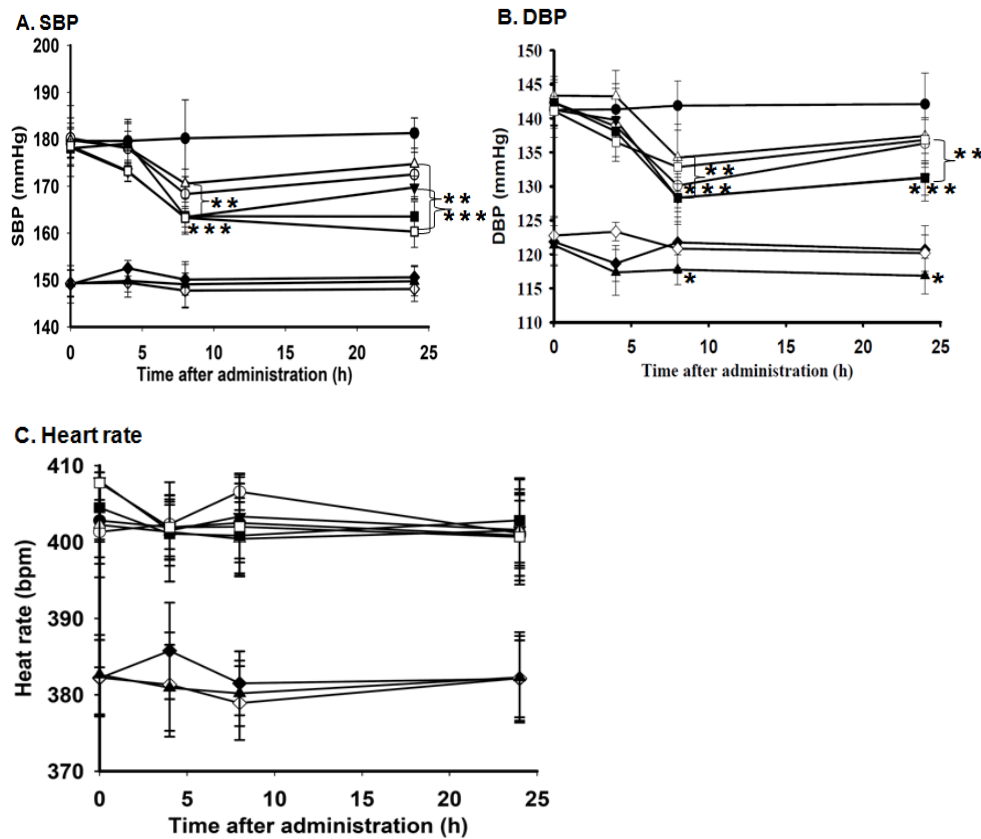 A. SBP
200
190
180
170
160
150
140
SBP (mmHg)
**
***
**
***
0 5 10 15 20 25
Time after administration (h)
B. DBP
150
145
140
135
130
125
120
115
110
DBP (mmHg)
**
***
**
***
*
*
0 5 10 15 20 25
Time after administration (h)
C. Heart rate
410
400
390
380
370
Heat rate (bpm)
0 5 10 15 20 25
Time after administration (h)